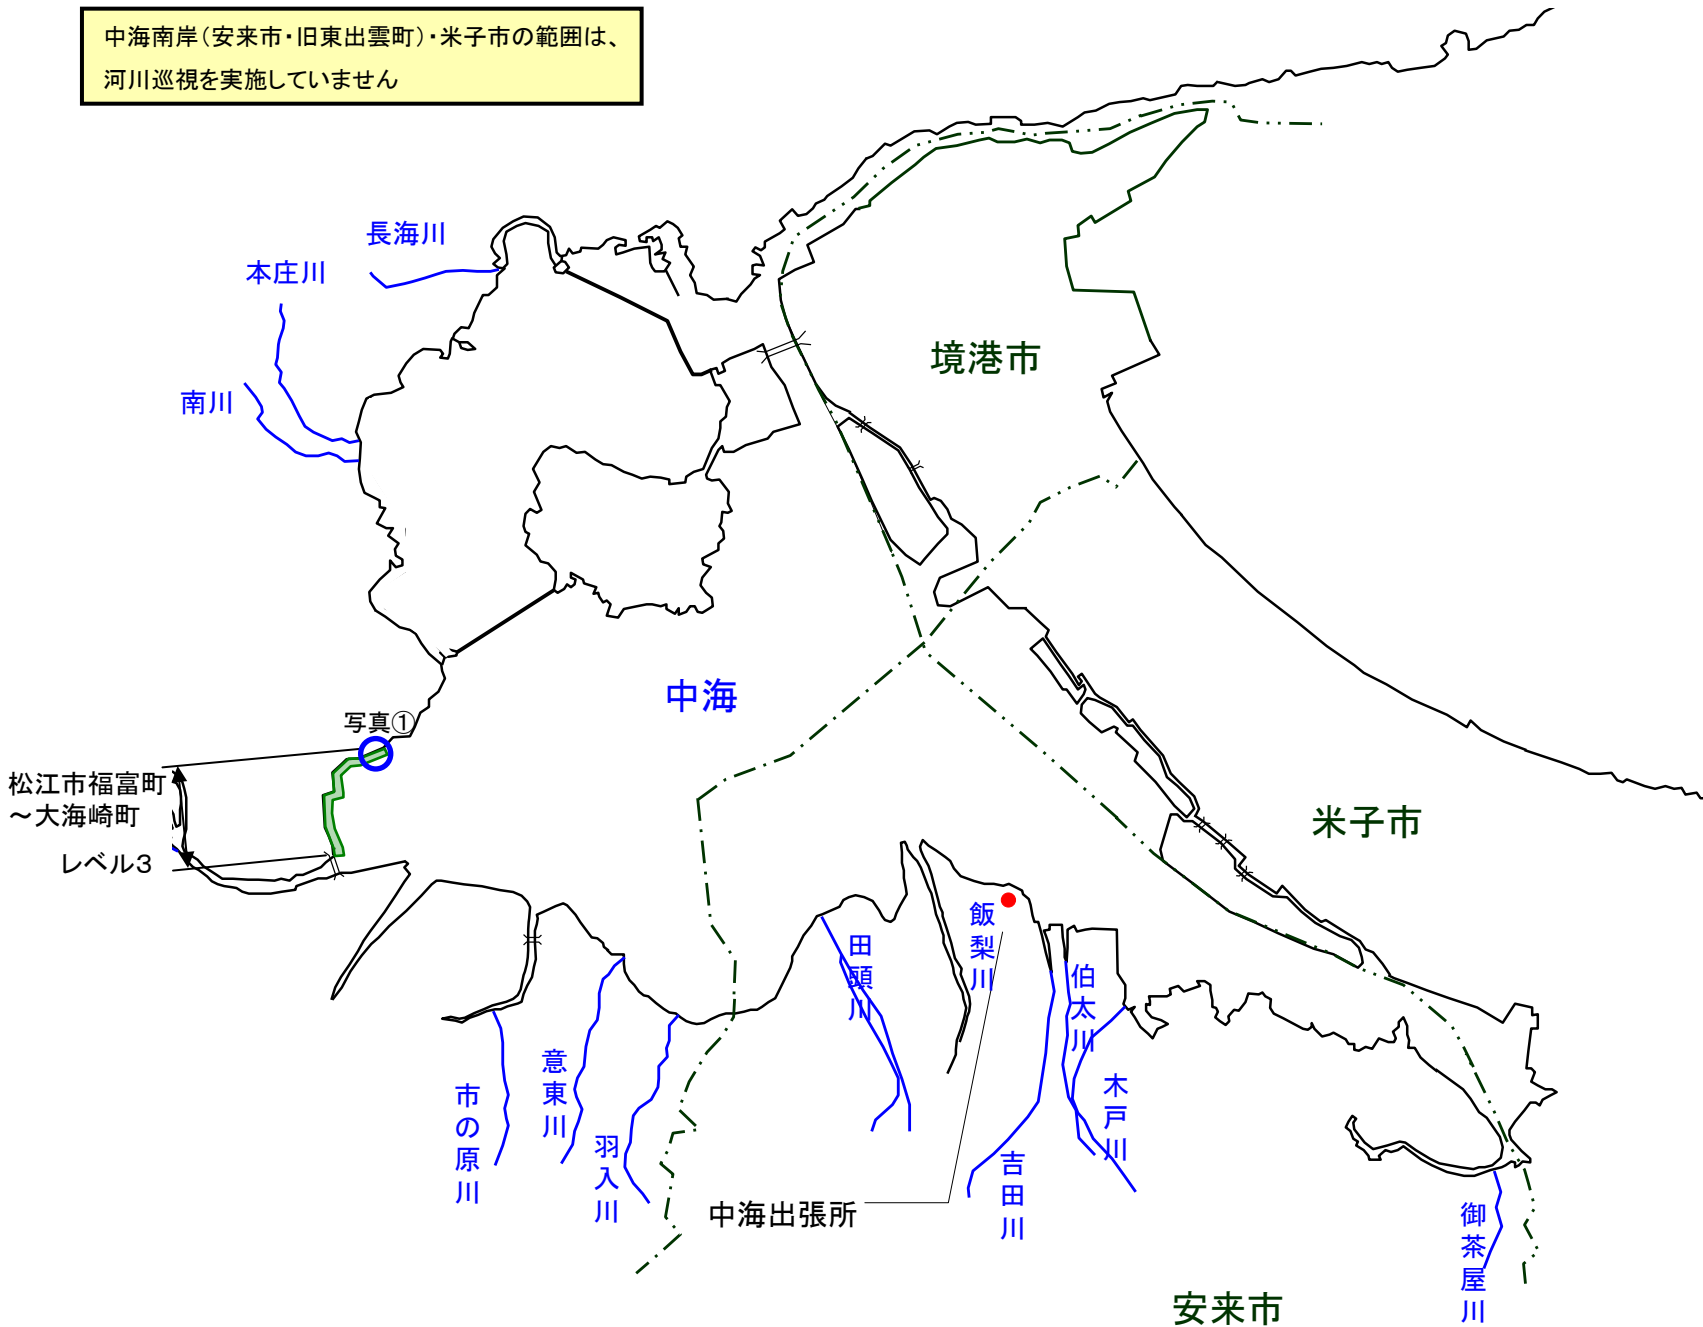 中海南岸(安来市・旧東出雲町)・米子市の範囲は、
河川巡視を実施していません
長海川
本庄川
南川
境港市
中海
写真①
松江市福富町
～大海崎町
レベル3
米子市
飯梨川
田頭川
伯太川
意東川
木戸川
市の原川
羽入川
吉田川
中海出張所
御茶屋川
安来市